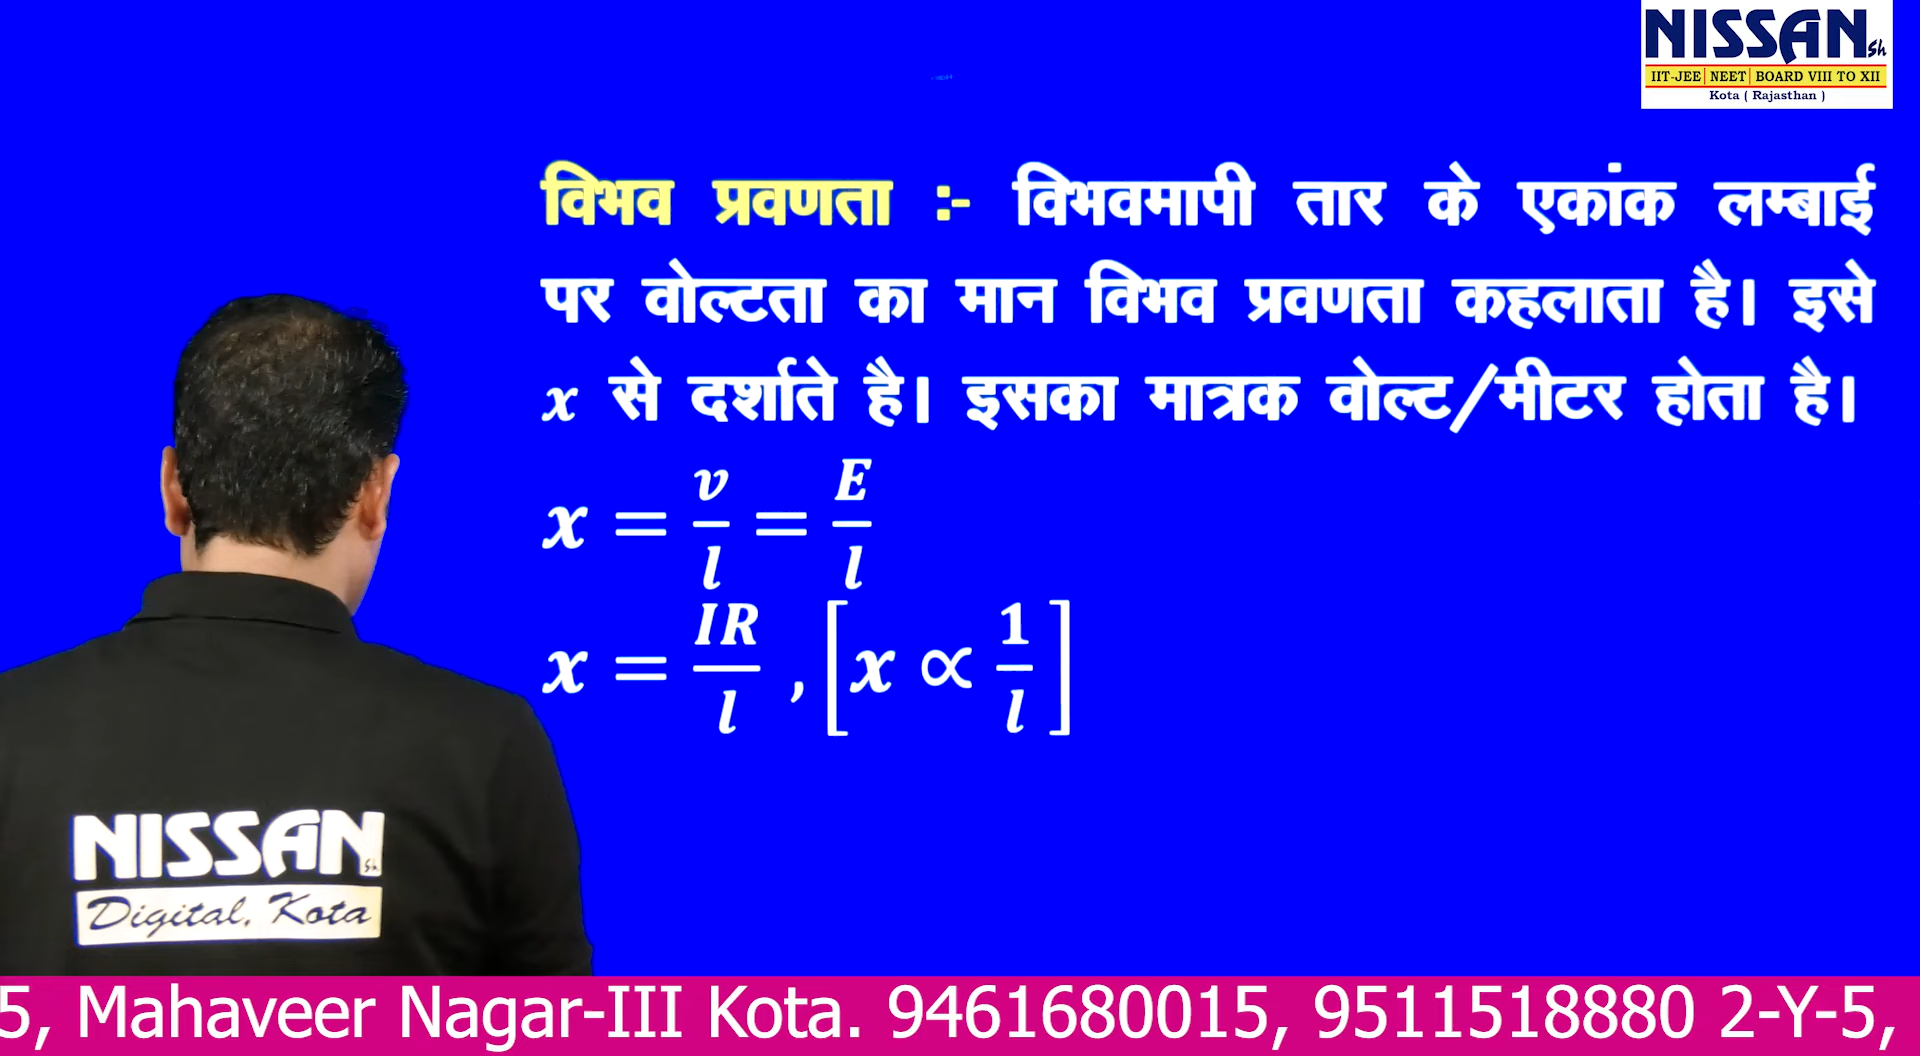 NISSAN sh
IIT-JEE | NEET | BOARD VIII TO XII
Kota ( Rajasthan )
विभव प्रवणता :- विभवमापी तार के एकांक लम्बाई
पर वोल्टता का मान विभव प्रवणता कहलाता है। इसे
x से दर्शाते है। इसका मात्रक वोल्ट/मीटर होता है।
x = v/l = E/l
x = IR/l , [x ∝ 1/l]
NISSAN sh
Digital, Kota
5, Mahaveer Nagar-III Kota. 9461680015, 9511518880 2-Y-5,